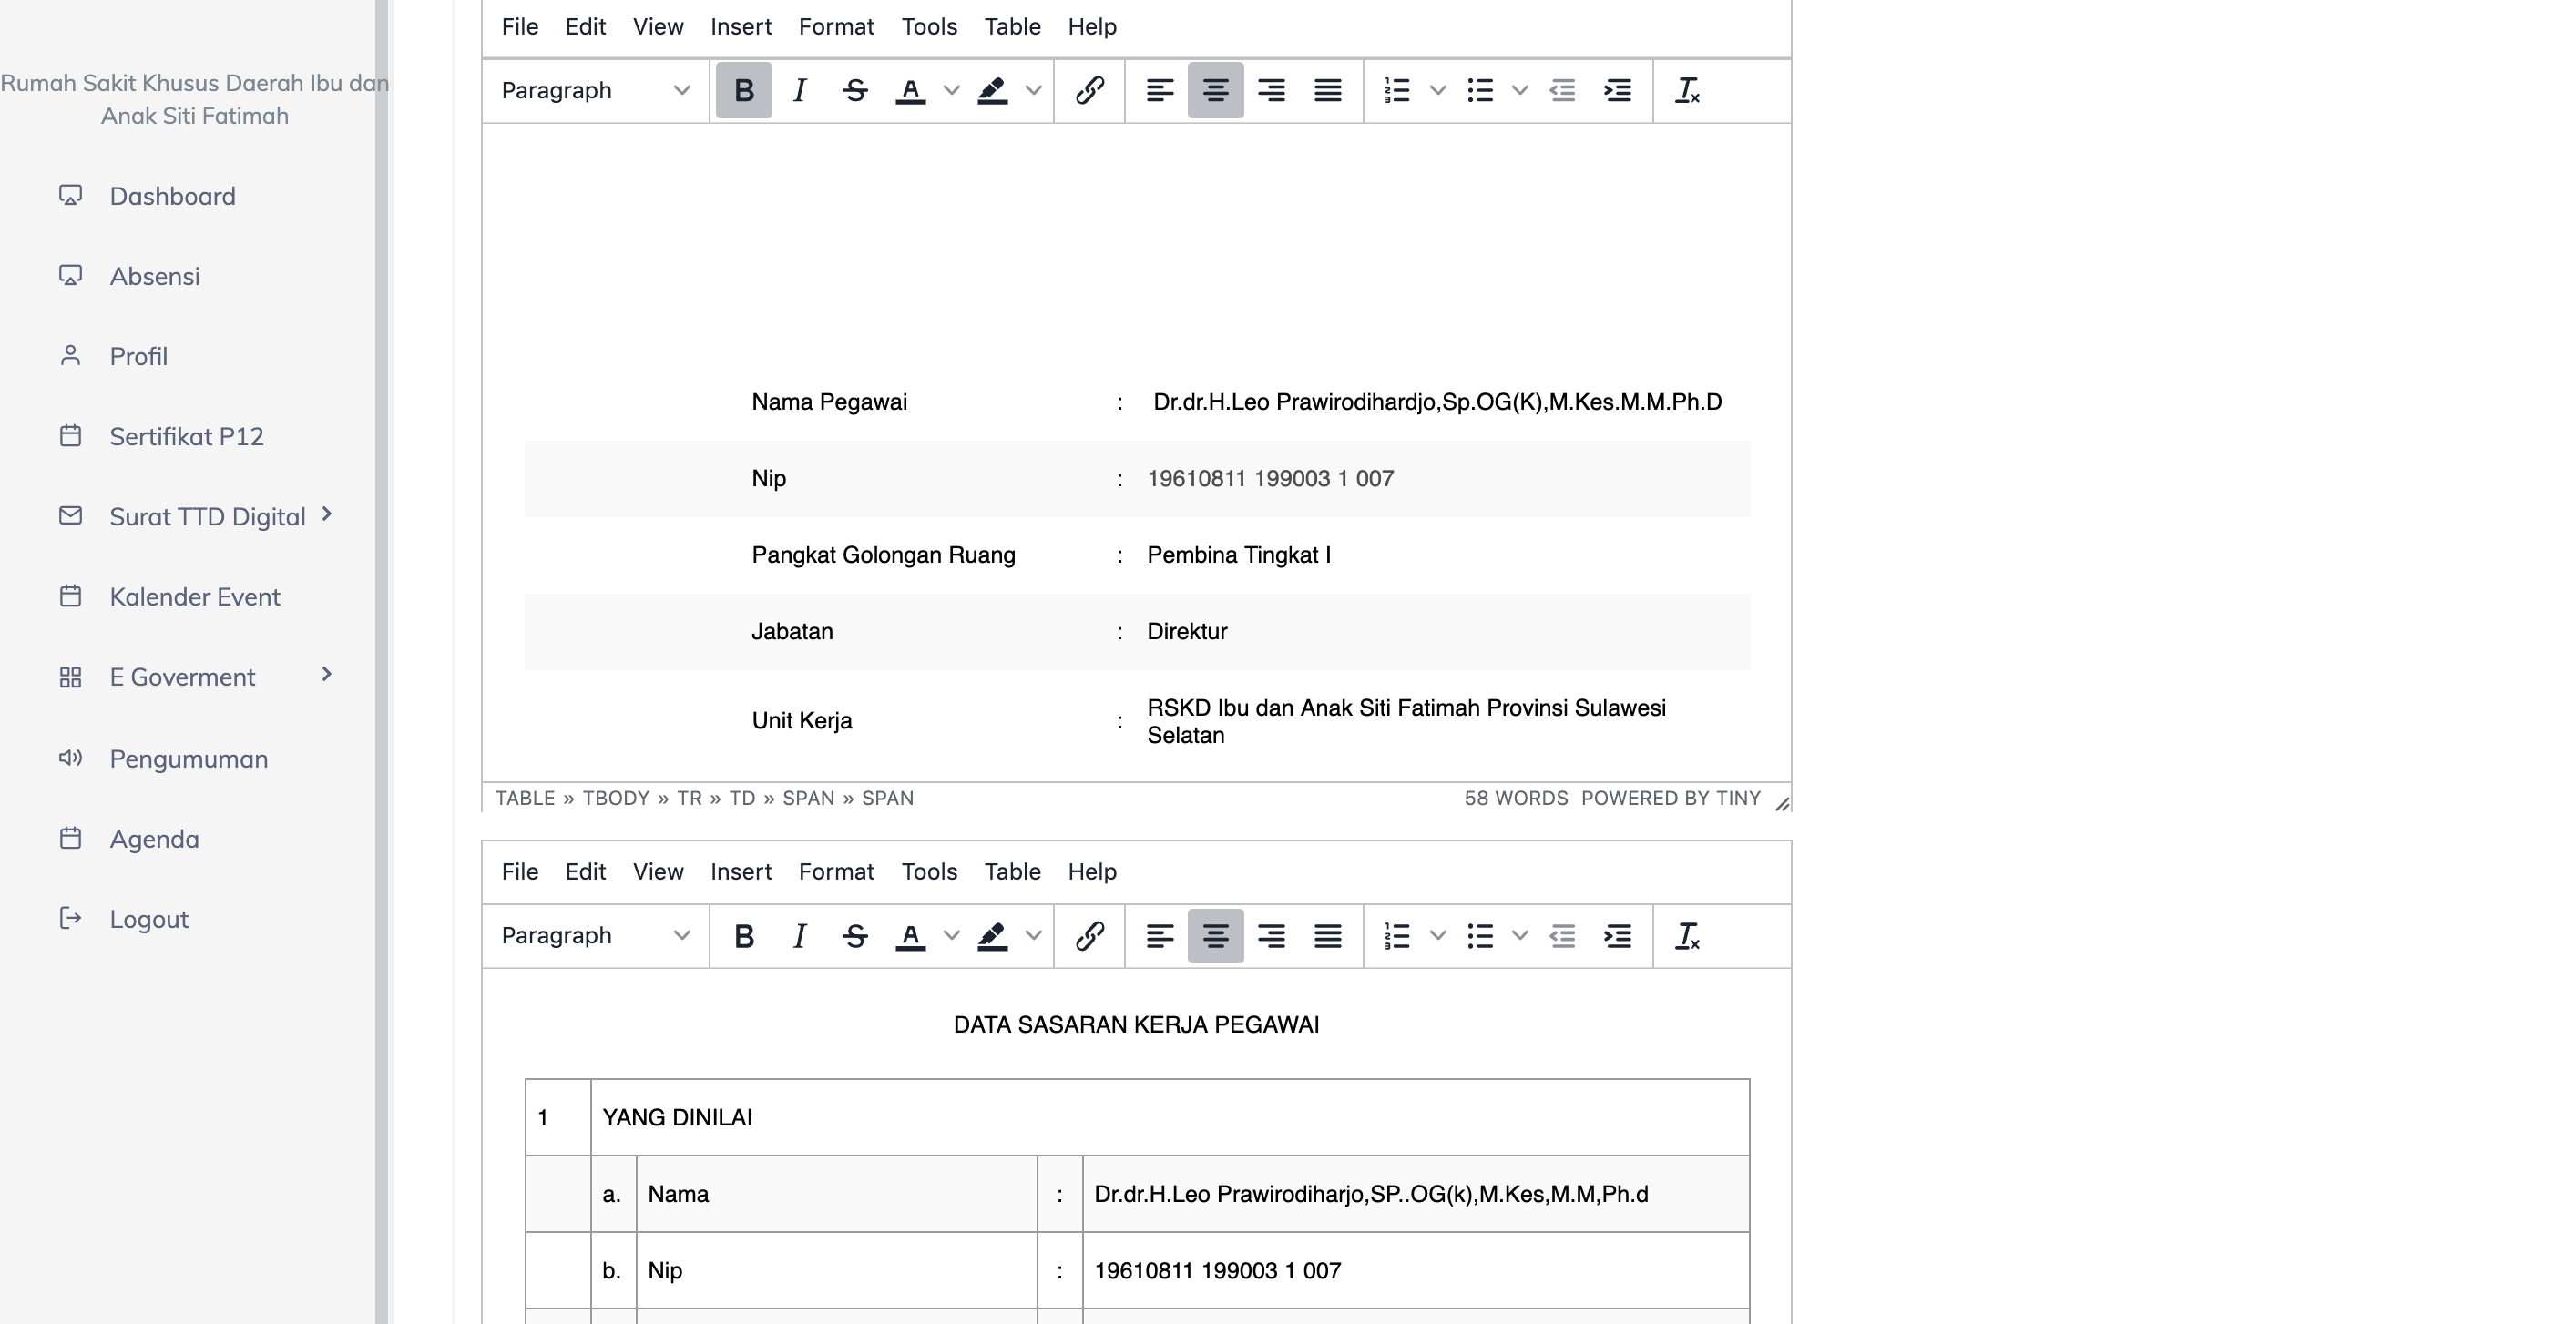 Rumah Sakit Khusus Daerah Ibu dan
Anak Siti Fatimah
Dashboard
Absensi
Profil
Sertifikat P12
Surat TTD Digital
Kalender Event
E Goverment
Pengumuman
Agenda
Logout
File Edit View Insert Format Tools Table Help
Paragraph
Nama Pegawai : Dr.dr.H.Leo Prawirodihardjo,Sp.OG(K),M.Kes.M.M.Ph.D
Nip : 19610811 199003 1 007
Pangkat Golongan Ruang : Pembina Tingkat I
Jabatan : Direktur
Unit Kerja : RSKD Ibu dan Anak Siti Fatimah Provinsi Sulawesi
Selatan
TABLE » TBODY » TR » TD » SPAN » SPAN 58 WORDS POWERED BY TINY
File Edit View Insert Format Tools Table Help
Paragraph
DATA SASARAN KERJA PEGAWAI
1 YANG DINILAI
a. Nama : Dr.dr.H.Leo Prawirodiharjo,SP..OG(k),M.Kes,M.M,Ph.d
b. Nip : 19610811 199003 1 007